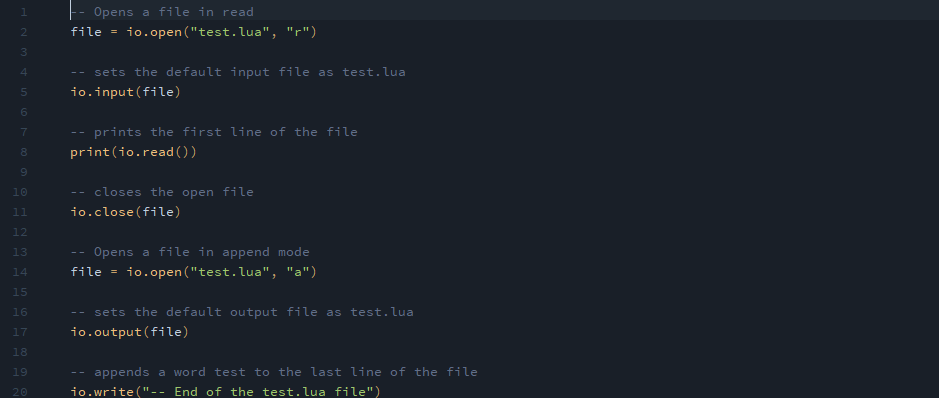 1 -- Opens a file in read
2 file = io.open("test.lua", "r")
3
4 -- sets the default input file as test.lua
5 io.input(file)
6
7 -- prints the first line of the file
8 print(io.read())
9
10 -- closes the open file
11 io.close(file)
12
13 -- Opens a file in append mode
14 file = io.open("test.lua", "a")
15
16 -- sets the default output file as test.lua
17 io.output(file)
18
19 -- appends a word test to the last line of the file
20 io.write("-- End of the test.lua file")